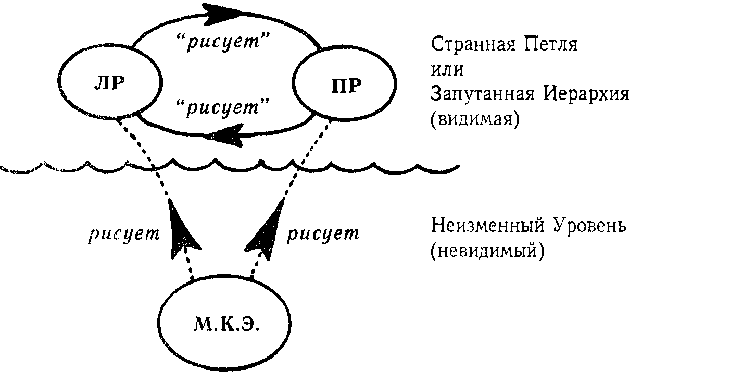 “рисует”
Странная Петля
или
Запутанная Иерархия
(видимая)
ЛР
ПР
“рисует”
рисует
рисует
Неизменный Уровень
(невидимый)
М.К.Э.